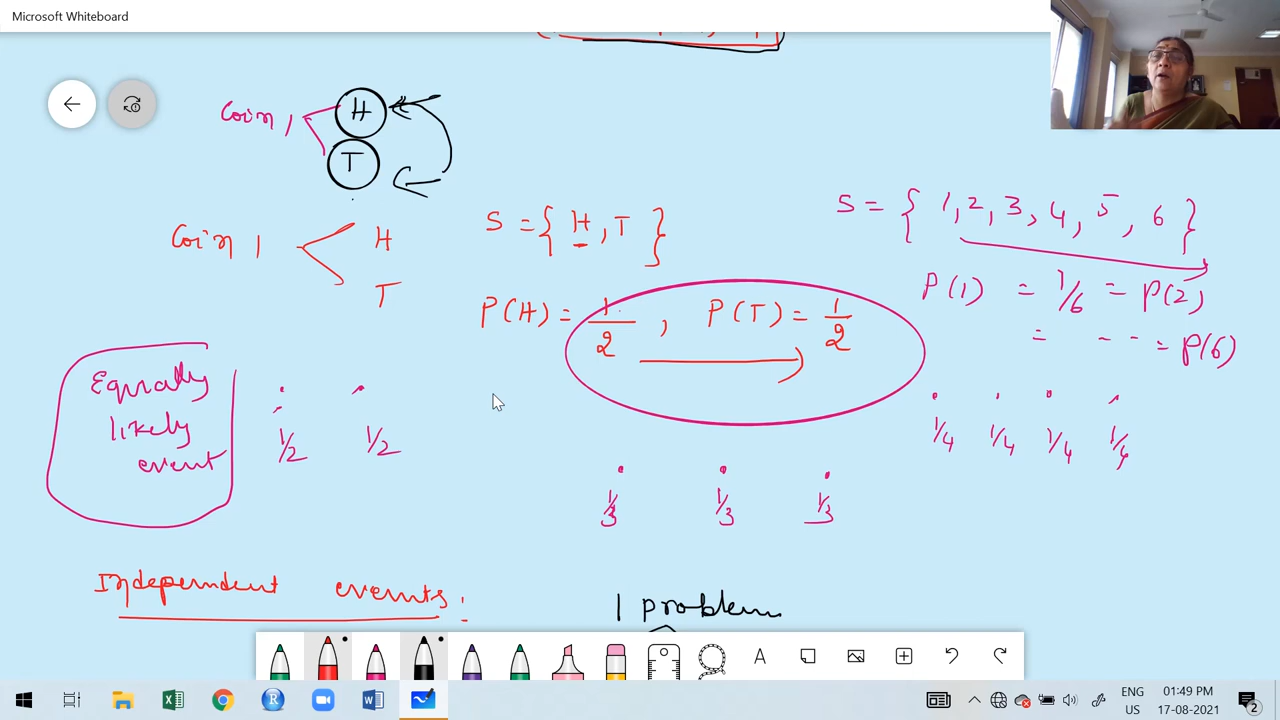 Microsoft Whiteboard
Coin 1
H
T
Coin 1
H
T
S = { H, T }
S = { 1, 2, 3, 4, 5, 6 }
P(H) = 1/2 , P(T) = 1/2
P(1) = 1/6 = P(2)
= - - - = P(6)
Equally
likely
event
1/2 1/2
1/4 1/4 1/4 1/4
1/3 1/3 1/3
Independent events :
1 problem
A
ENG
US
01:49 PM
17-08-2021
2